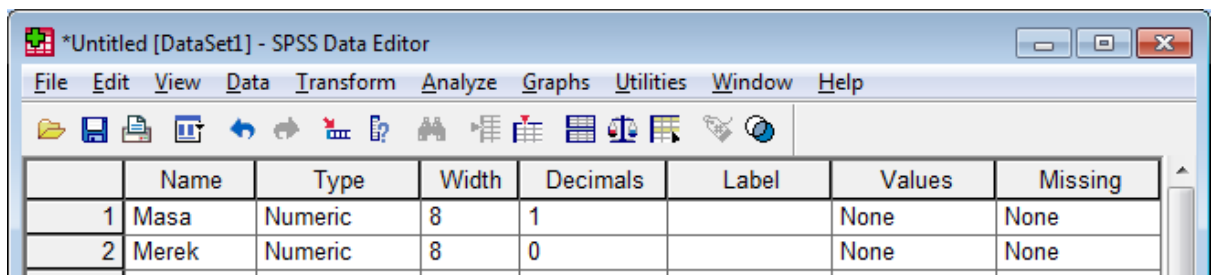 *Untitled [DataSet1] - SPSS Data Editor
File Edit View Data Transform Analyze Graphs Utilities Window Help
Name Type Width Decimals Label Values Missing
1 Masa Numeric 8 1 None None
2 Merek Numeric 8 0 None None